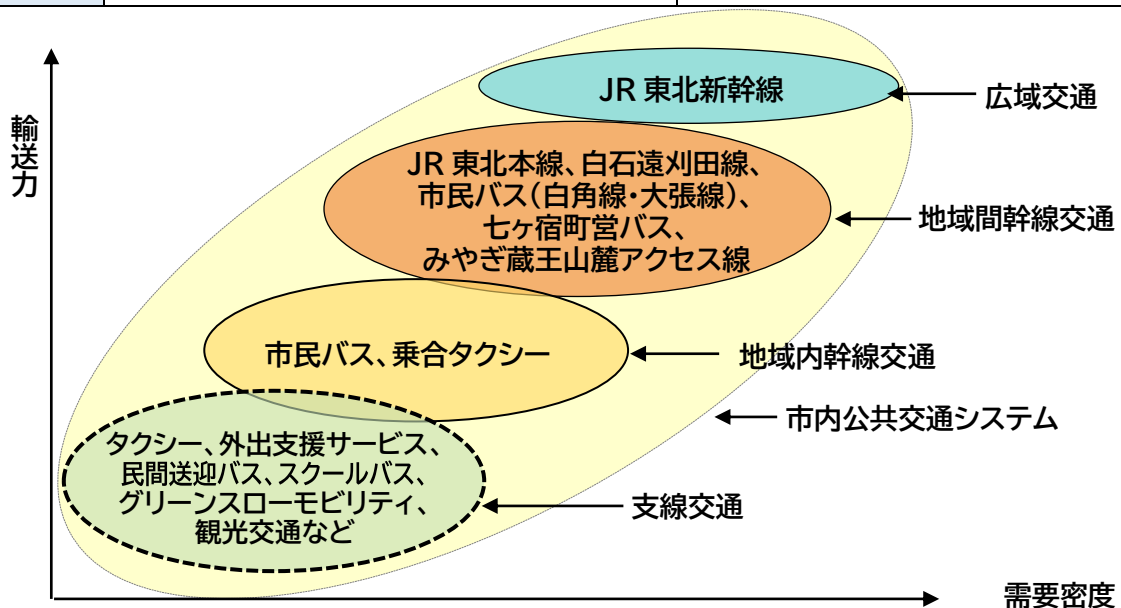 輸送力
JR 東北新幹線
広域交通
JR 東北本線、白石遠刈田線、
市民バス(白角線・大張線)、
七ヶ宿町営バス、
みやぎ蔵王山麓アクセス線
地域間幹線交通
市民バス、乗合タクシー
地域内幹線交通
市内公共交通システム
タクシー、外出支援サービス、
民間送迎バス、スクールバス、
グリーンスローモビリティ、
観光交通など
支線交通
需要密度